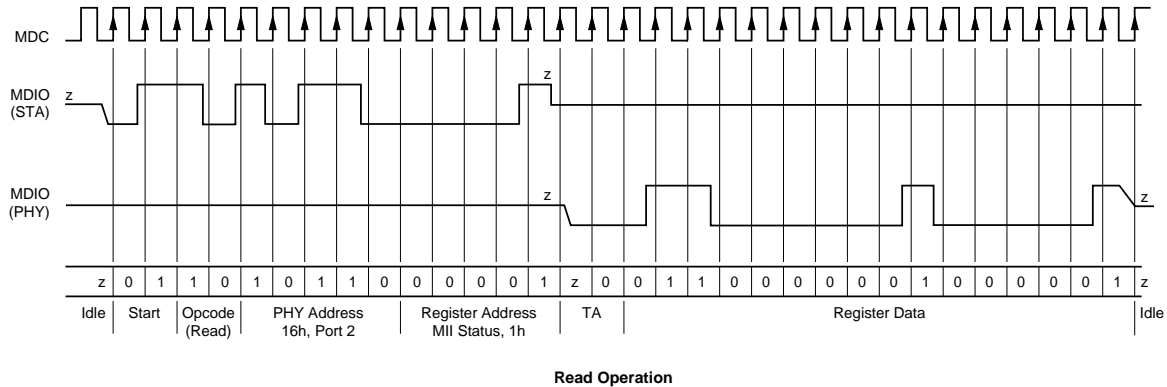 MDC
z
z
MDIO
(STA)
MDIO
(PHY)
z
z
z 0 1 1 0 1 0 1 1 0 0 0 0 0 1 z 0 0 1 1 0 0 0 0 0 0 1 0 0 0 0 0 1 z
Idle Start Opcode (Read) PHY Address 16h, Port 2 Register Address MII Status, 1h TA Register Data Idle
Read Operation